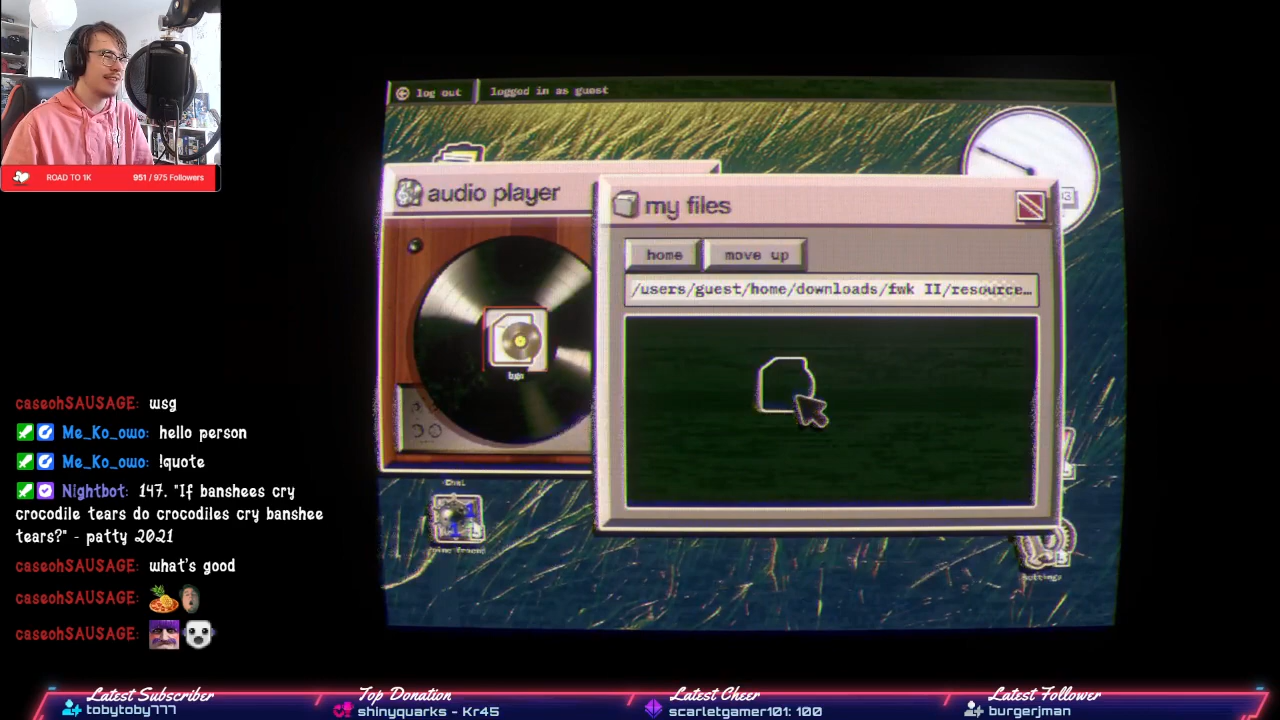 ROAD TO 1K 951 / 975 Followers
log out logged in as guest
audio player
my files
home move up
/users/guest/home/downloads/fwk II/resource…
bgm
caseohSAUSAGE: wsg
Me_Ko_owo: hello person
Me_Ko_owo: !quote
Nightbot: 147. "If banshees cry
crocodile tears do crocodiles cry banshee
tears?" - patty 2021
caseohSAUSAGE: what's good
caseohSAUSAGE:
caseohSAUSAGE:
Latest Subscriber
tobytoby777
Top Donation
shinyquarks - Kr45
Latest Cheer
scarletgamer101: 100
Latest Follower
burgerjman